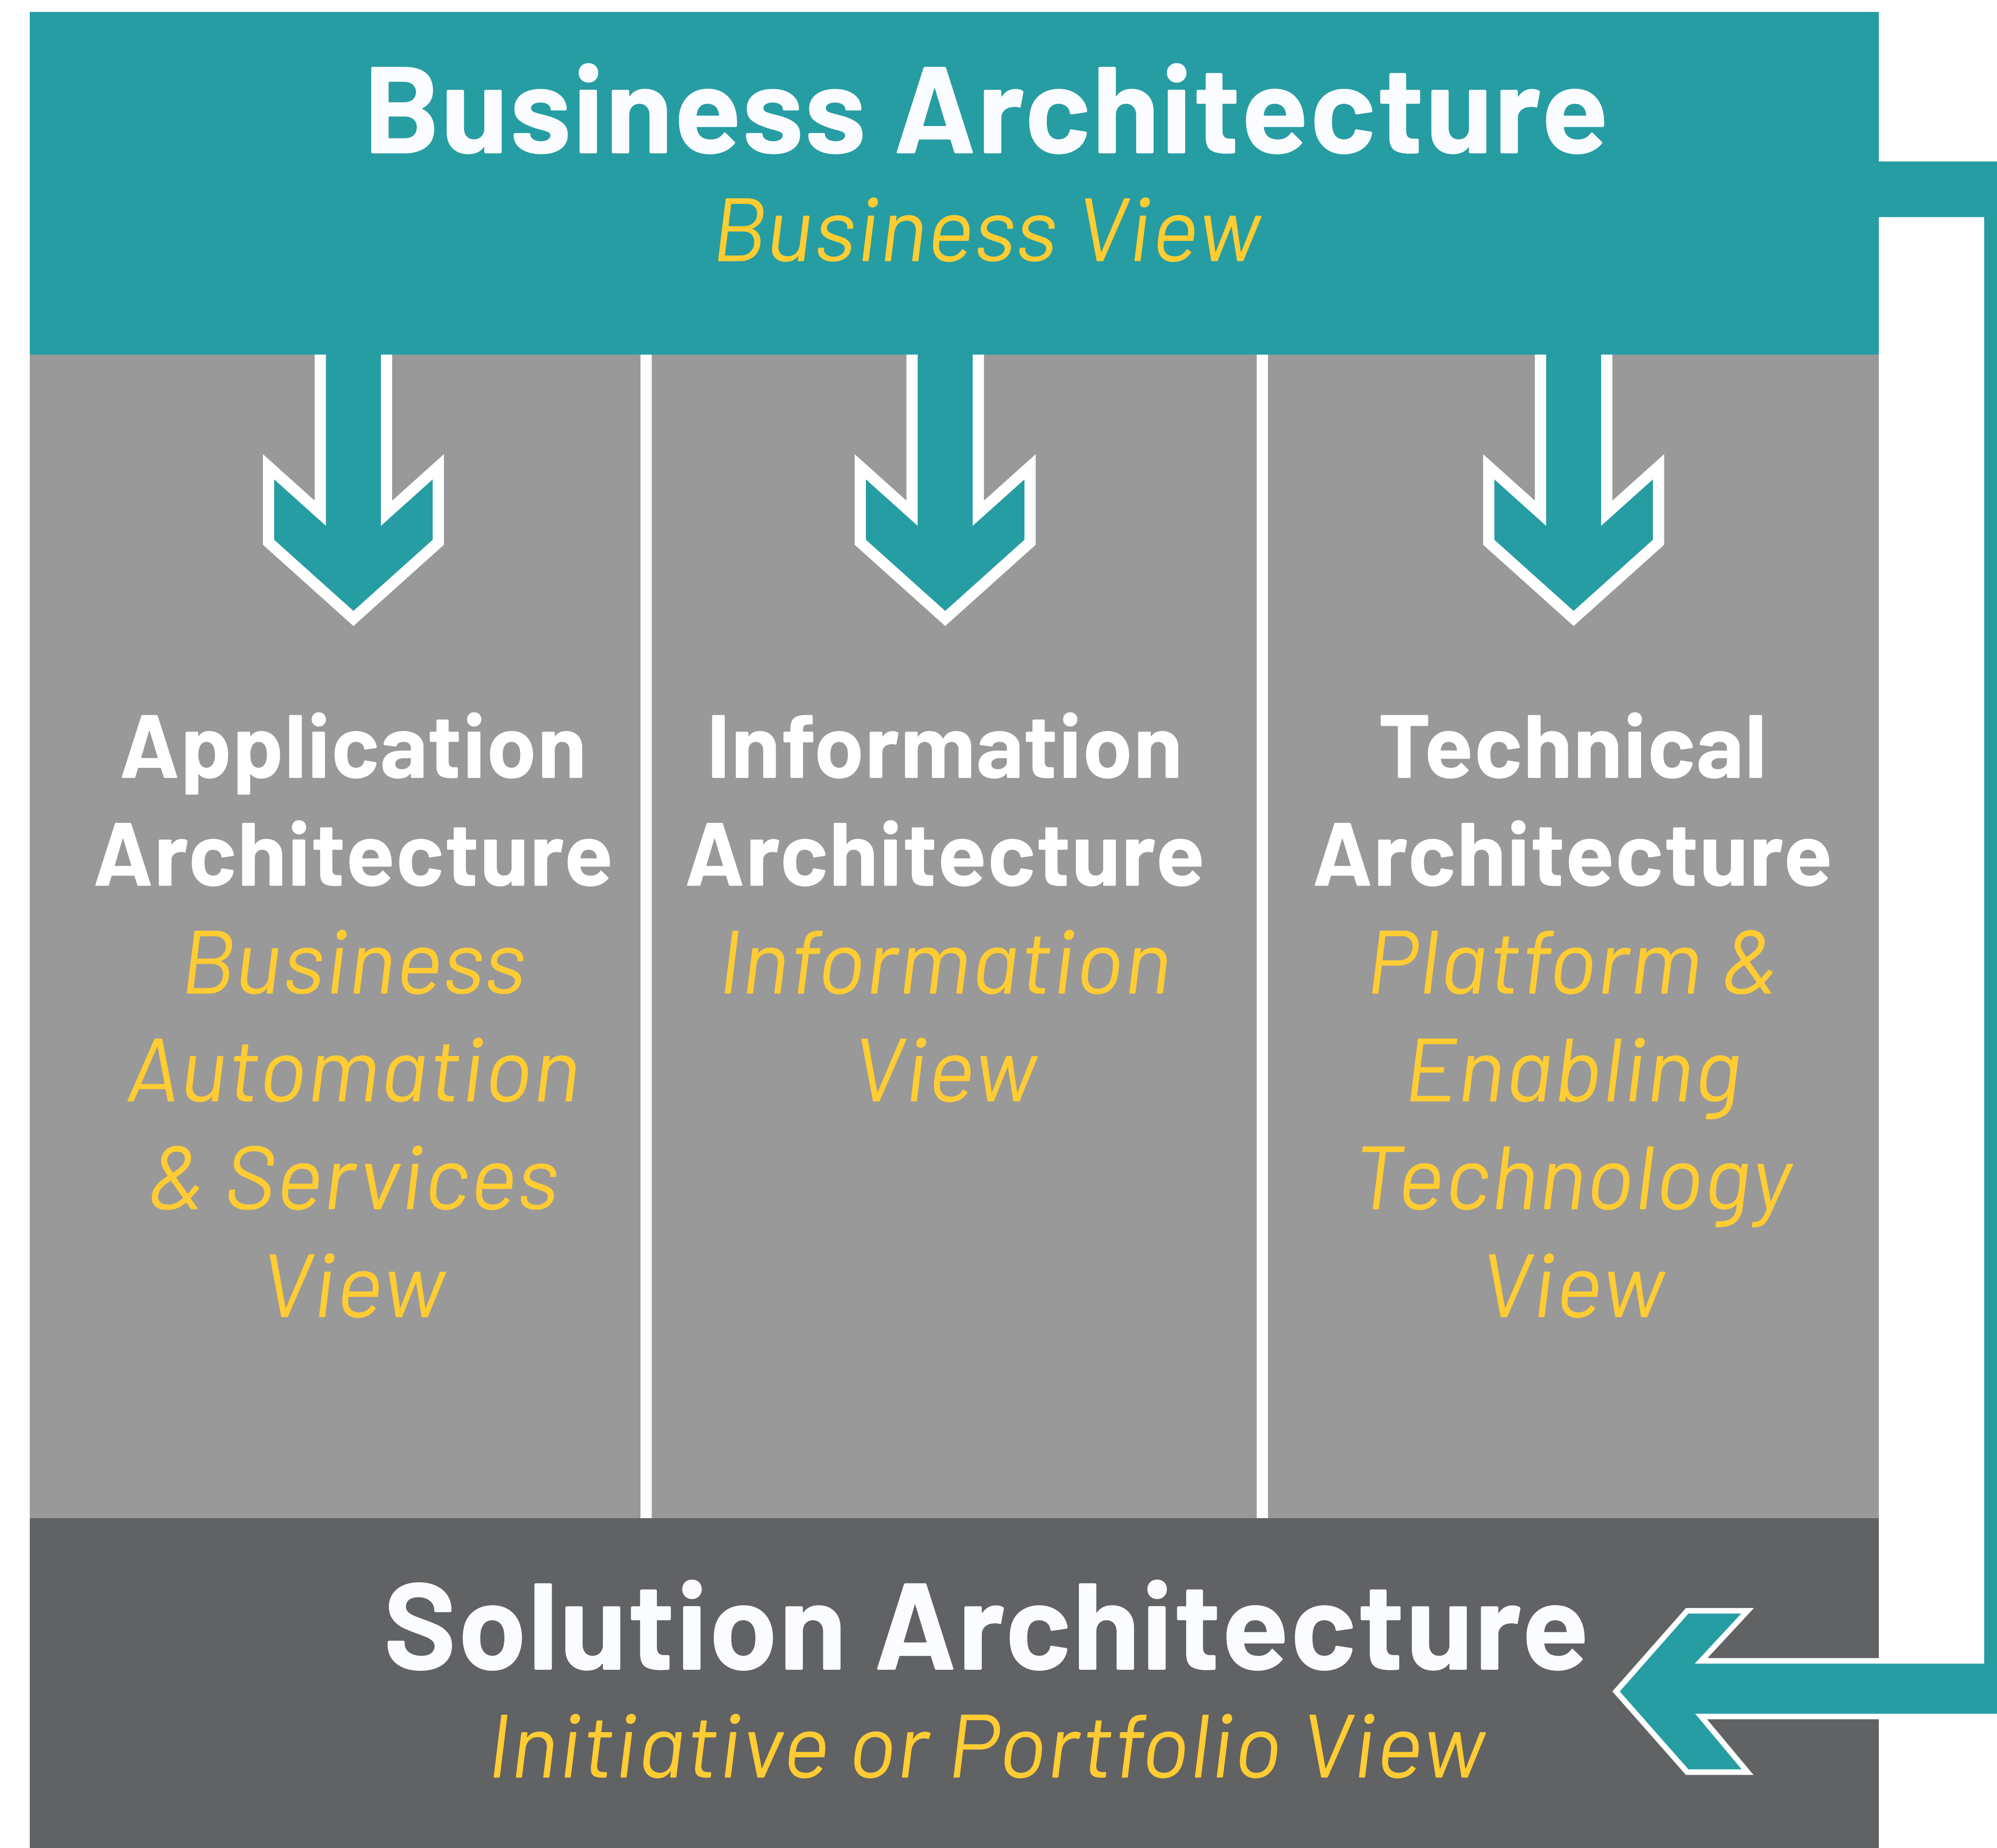 Business Architecture
Business View
Application
Architecture
Business
Automation
& Services
View
Information
Architecture
Information
View
Technical
Architecture
Platform &
Enabling
Technology
View
Solution Architecture
Initiative or Portfolio View